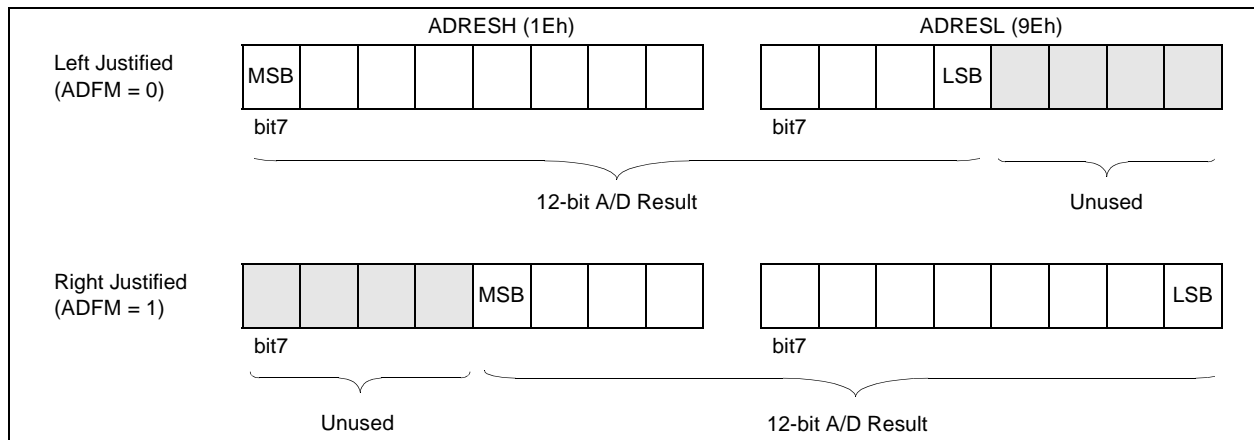 ADRESH (1Eh) ADRESL (9Eh)
Left Justified
(ADFM = 0)
MSB LSB
bit7 bit7
12-bit A/D Result Unused
Right Justified
(ADFM = 1)
MSB LSB
bit7 bit7
Unused 12-bit A/D Result